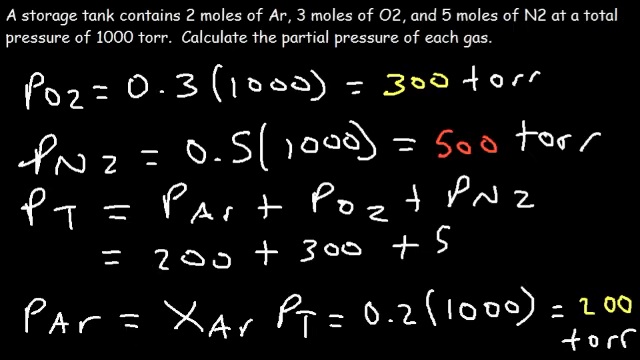 A storage tank contains 2 moles of Ar, 3 moles of O2, and 5 moles of N2 at a total
pressure of 1000 torr. Calculate the partial pressure of each gas.
PO2 = 0.3(1000) = 300 torr
PN2 = 0.5(1000) = 500 torr
PT = PAr + PO2 + PN2
= 200 + 300 + 5
PAr = XAr PT = 0.2(1000) = 200
torr